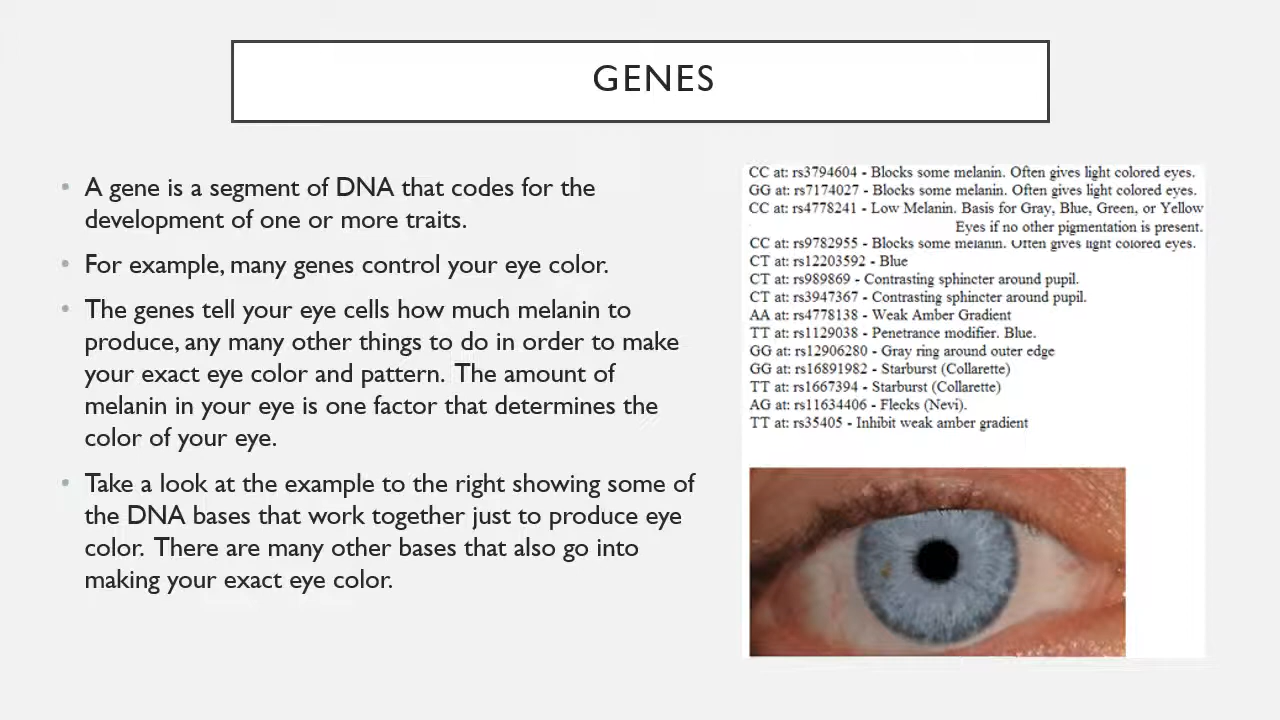 GENES
• A gene is a segment of DNA that codes for the
development of one or more traits.
• For example, many genes control your eye color.
• The genes tell your eye cells how much melanin to
produce, any many other things to do in order to make
your exact eye color and pattern.  The amount of
melanin in your eye is one factor that determines the
color of your eye.
• Take a look at the example to the right showing some of
the DNA bases that work together just to produce eye
color.  There are many other bases that also go into
making your exact eye color.
CC at: rs3794604 - Blocks some melanin. Often gives light colored eyes.
GG at: rs7174027 - Blocks some melanin. Often gives light colored eyes.
CC at: rs4778241 - Low Melanin. Basis for Gray, Blue, Green, or Yellow
Eyes if no other pigmentation is present.
CC at: rs9782955 - Blocks some melanin. Often gives light colored eyes.
CT at: rs12203592 - Blue
CT at: rs989869 - Contrasting sphincter around pupil.
CT at: rs3947367 - Contrasting sphincter around pupil.
AA at: rs4778138 - Weak Amber Gradient
TT at: rs1129038 - Penetrance modifier. Blue.
GG at: rs12906280 - Gray ring around outer edge
GG at: rs16891982 - Starburst (Collarette)
TT at: rs1667394 - Starburst (Collarette)
AG at: rs11634406 - Flecks (Nevi).
TT at: rs35405 - Inhibit weak amber gradient